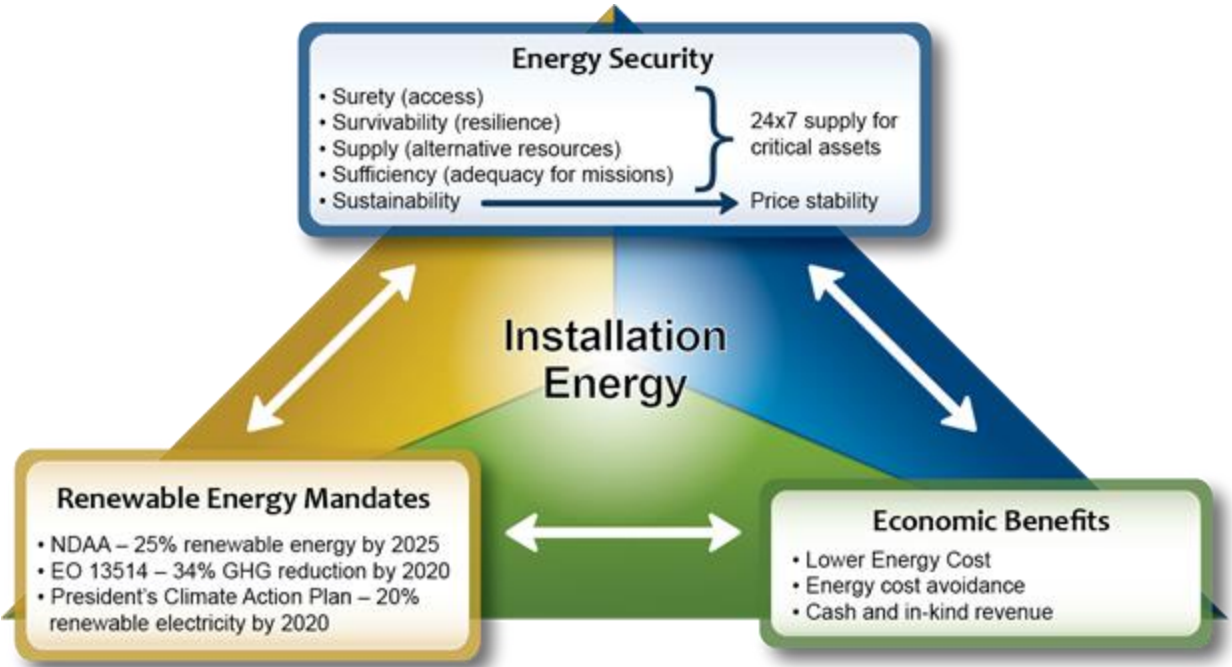 Energy Security
• Surety (access)
• Survivability (resilience)
• Supply (alternative resources)
• Sufficiency (adequacy for missions)
• Sustainability
24x7 supply for
critical assets
Price stability
Installation
Energy
Renewable Energy Mandates
• NDAA – 25% renewable energy by 2025
• EO 13514 – 34% GHG reduction by 2020
• President's Climate Action Plan – 20%
renewable electricity by 2020
Economic Benefits
• Lower Energy Cost
• Energy cost avoidance
• Cash and in-kind revenue